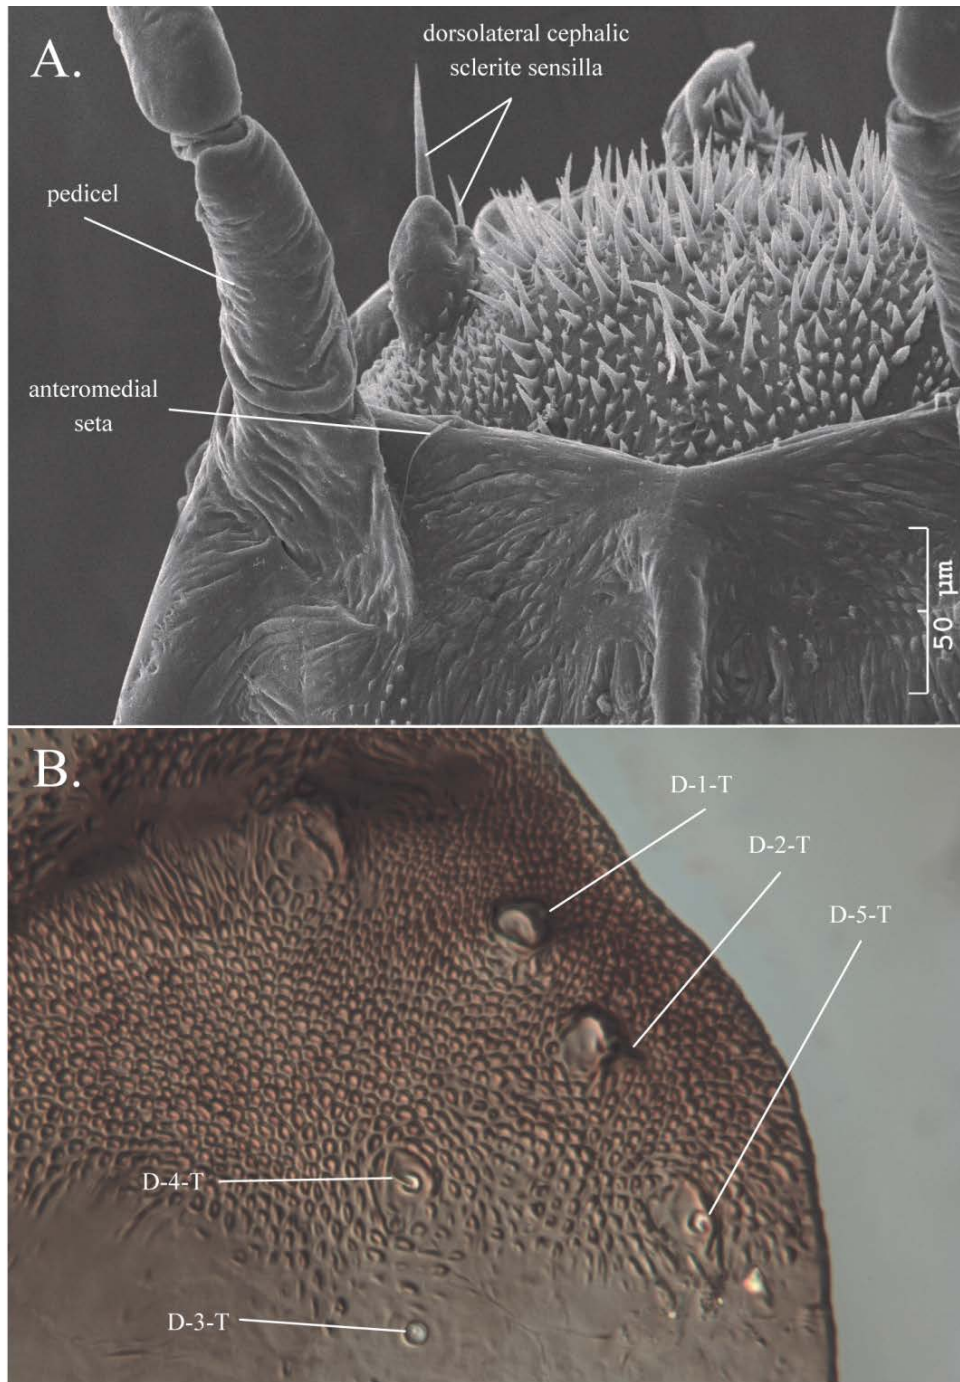 A.
dorsolateral cephalic
sclerite sensilla
pedicel
anteromedial
seta
50 μm
B.
D-1-T
D-2-T
D-5-T
D-4-T
D-3-T